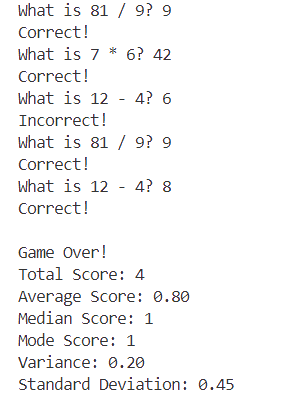 What is 81 / 9? 9
Correct!
What is 7 * 6? 42
Correct!
What is 12 - 4? 6
Incorrect!
What is 81 / 9? 9
Correct!
What is 12 - 4? 8
Correct!

Game Over!
Total Score: 4
Average Score: 0.80
Median Score: 1
Mode Score: 1
Variance: 0.20
Standard Deviation: 0.45